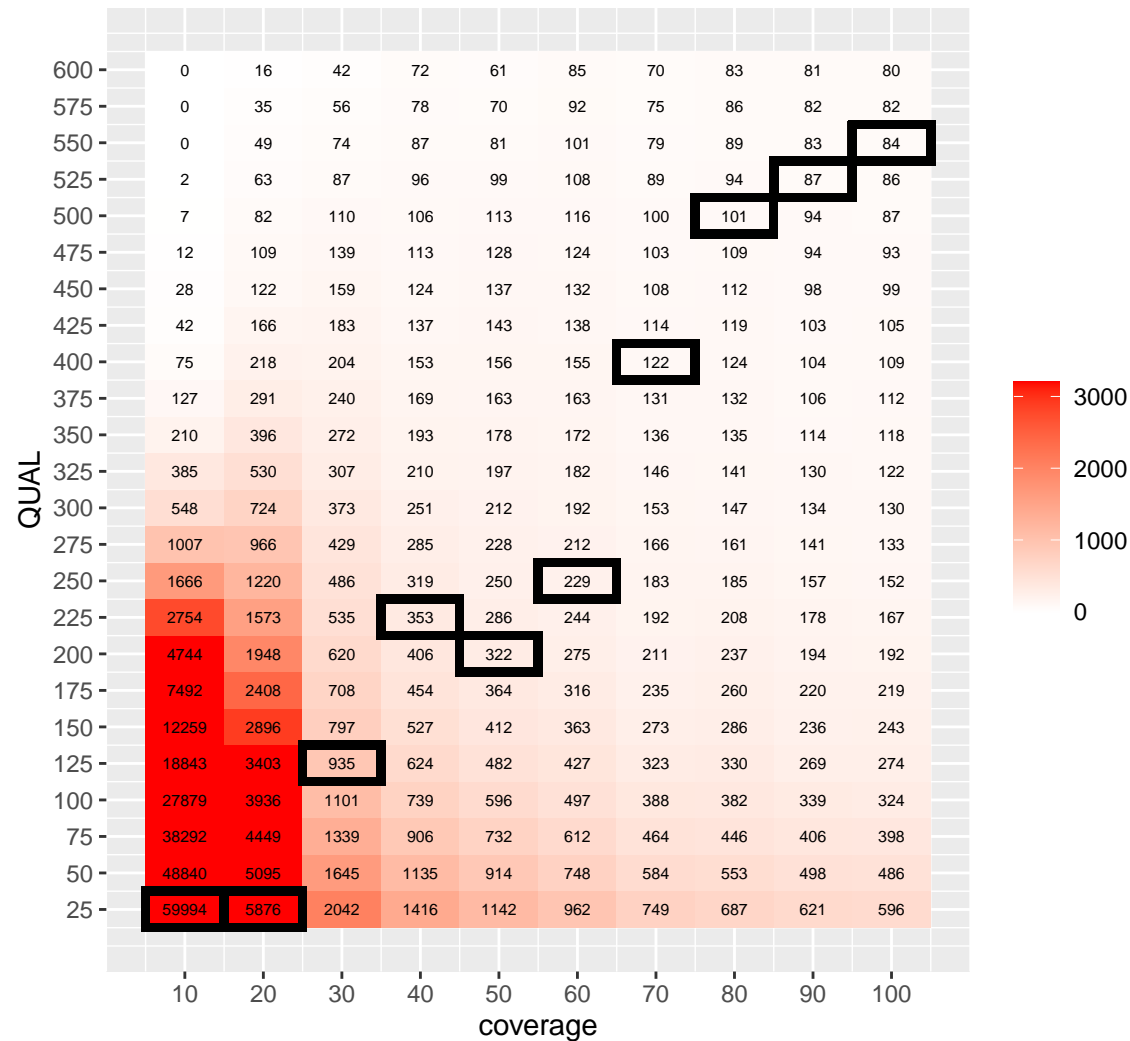 600 0 16 42 72 61 85 70 83 81 80
575 0 35 56 78 70 92 75 86 82 82
550 0 49 74 87 81 101 79 89 83 84
525 2 63 87 96 99 108 89 94 87 86
500 7 82 110 106 113 116 100 101 94 87
475 12 109 139 113 128 124 103 109 94 93
450 28 122 159 124 137 132 108 112 98 99
425 42 166 183 137 143 138 114 119 103 105
400 75 218 204 153 156 155 122 124 104 109
375 127 291 240 169 163 163 131 132 106 112
350 210 396 272 193 178 172 136 135 114 118
325 385 530 307 210 197 182 146 141 130 122
300 548 724 373 251 212 192 153 147 134 130
275 1007 966 429 285 228 212 166 161 141 133
250 1666 1220 486 319 250 229 183 185 157 152
225 2754 1573 535 353 286 244 192 208 178 167
200 4744 1948 620 406 322 275 211 237 194 192
175 7492 2408 708 454 364 316 235 260 220 219
150 12259 2896 797 527 412 363 273 286 236 243
125 18843 3403 935 624 482 427 323 330 269 274
100 27879 3936 1101 739 596 497 388 382 339 324
75 38292 4449 1339 906 732 612 464 446 406 398
50 48840 5095 1645 1135 914 748 584 553 498 486
25 59994 5876 2042 1416 1142 962 749 687 621 596
10 20 30 40 50 60 70 80 90 100
coverage
QUAL
3000
2000
1000
0